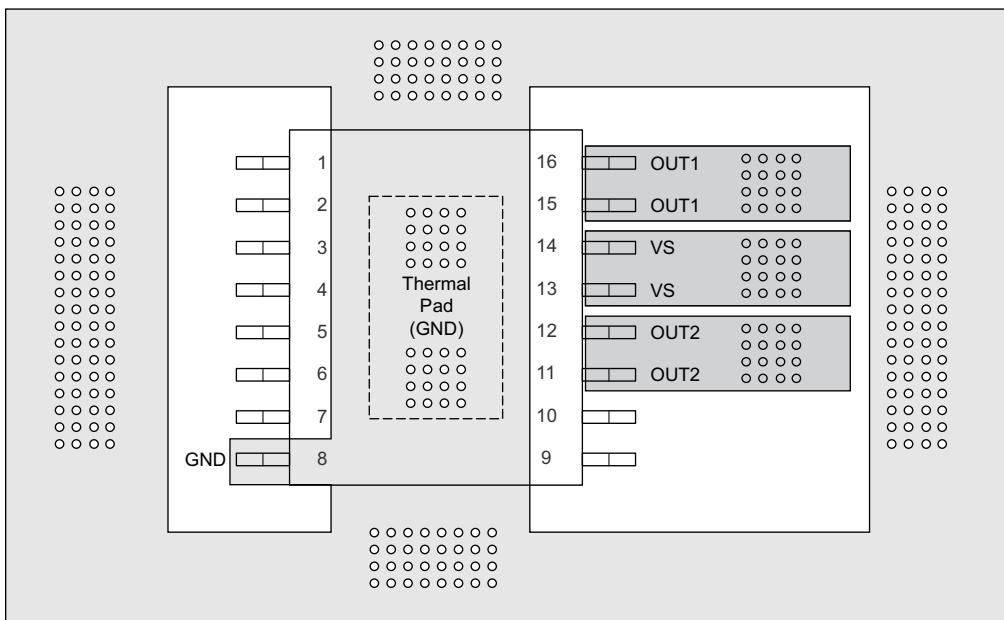 1 16 OUT1
2 15 OUT1
3 14 VS
4 13 VS
Thermal
Pad
(GND)
5 12 OUT2
6 11 OUT2
7 10
GND 8 9